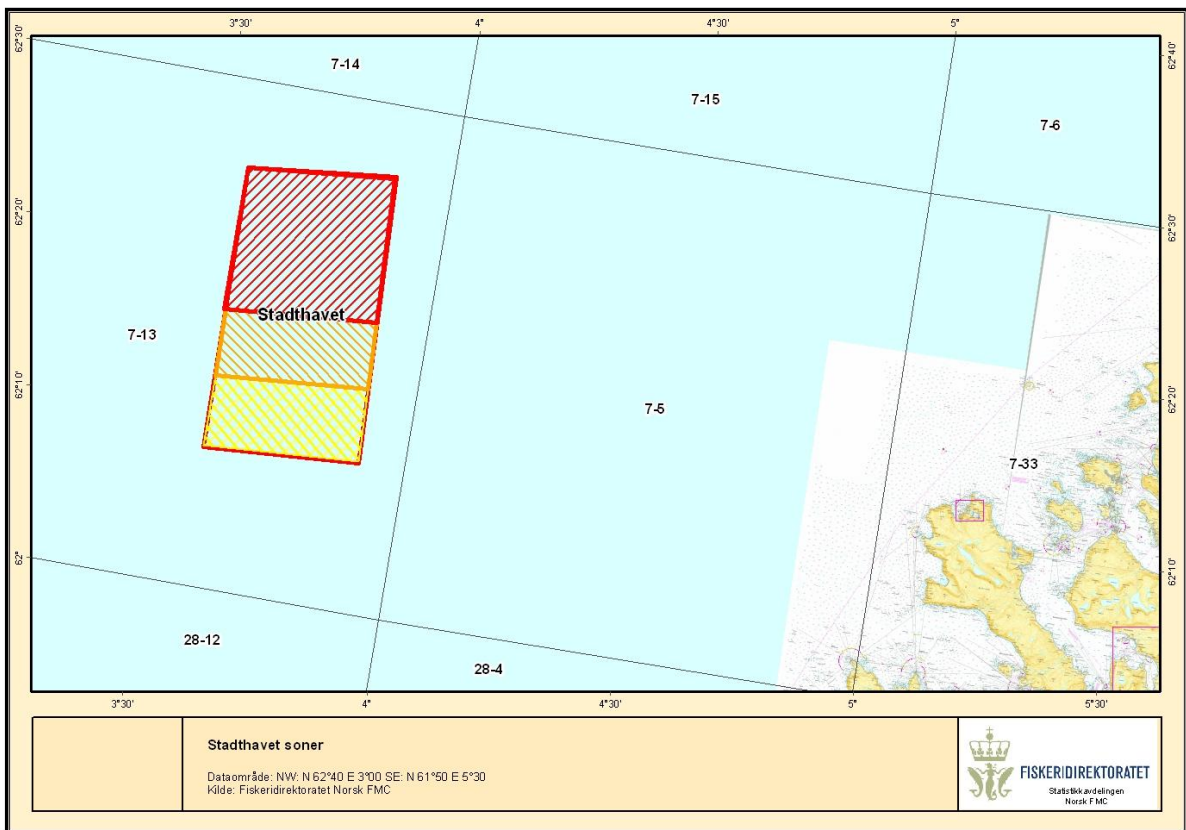 3°30' 4° 4°30' 5°
62°30' 62°40'
7-14
7-15
7-6
62°20' 62°30'
Stadthavet
7-13
62°10' 62°20'
7-5
7-33
62° 62°10'
28-12
28-4
3°30' 4° 4°30' 5° 5°30'
Stadthavet soner
Dataområde: NW: N 62°40 E 3°00 SE: N 61°50 E 5°30
Kilde: Fiskeridirektoratet Norsk FMC
FISKERIDIREKTORATET
Statistikkavdelingen
Norsk FMC